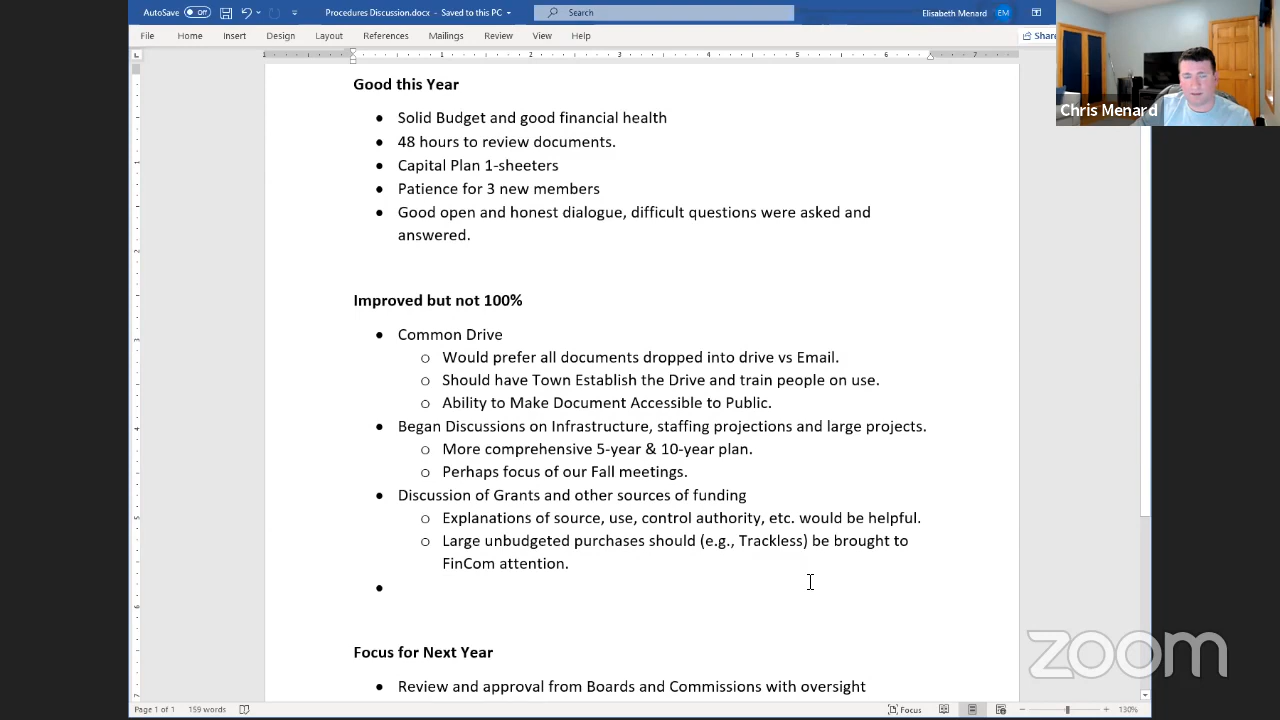 AutoSave Off Procedures Discussion.docx - Saved to this PC Search Elisabeth Menard EM
File Home Insert Design Layout References Mailings Review View Help Share
Chris Menard
Good this Year
Solid Budget and good financial health
48 hours to review documents.
Capital Plan 1-sheeters
Patience for 3 new members
Good open and honest dialogue, difficult questions were asked and
answered.
Improved but not 100%
Common Drive
Would prefer all documents dropped into drive vs Email.
Should have Town Establish the Drive and train people on use.
Ability to Make Document Accessible to Public.
Began Discussions on Infrastructure, staffing projections and large projects.
More comprehensive 5-year & 10-year plan.
Perhaps focus of our Fall meetings.
Discussion of Grants and other sources of funding
Explanations of source, use, control authority, etc. would be helpful.
Large unbudgeted purchases should (e.g., Trackless) be brought to
FinCom attention.
Focus for Next Year
Review and approval from Boards and Commissions with oversight
zoom
Page 1 of 1 159 words Focus 130%